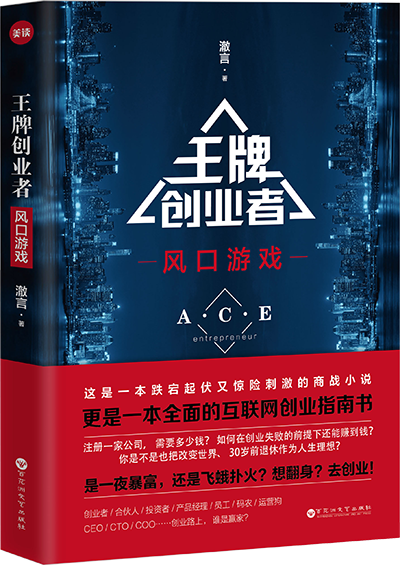 美读
王牌创业者
风口游戏
澈言·著
澈言·著
王牌
创业者
风口游戏
A·C·E
entrepreneur
这是一本跌宕起伏又惊险刺激的商战小说
更是一本全面的互联网创业指南书
注册一家公司，需要多少钱？如何在创业失败的前提下还能赚到钱？
你是不是也把改变世界、30岁前退休作为人生理想？
是一夜暴富，还是飞蛾扑火？想翻身？去创业！
创业者/合伙人/投资者/产品经理/员工/码农/运营狗
CEO/CTO/COO……创业路上，谁是赢家？
百花洲文艺出版社
百花洲文艺出版社